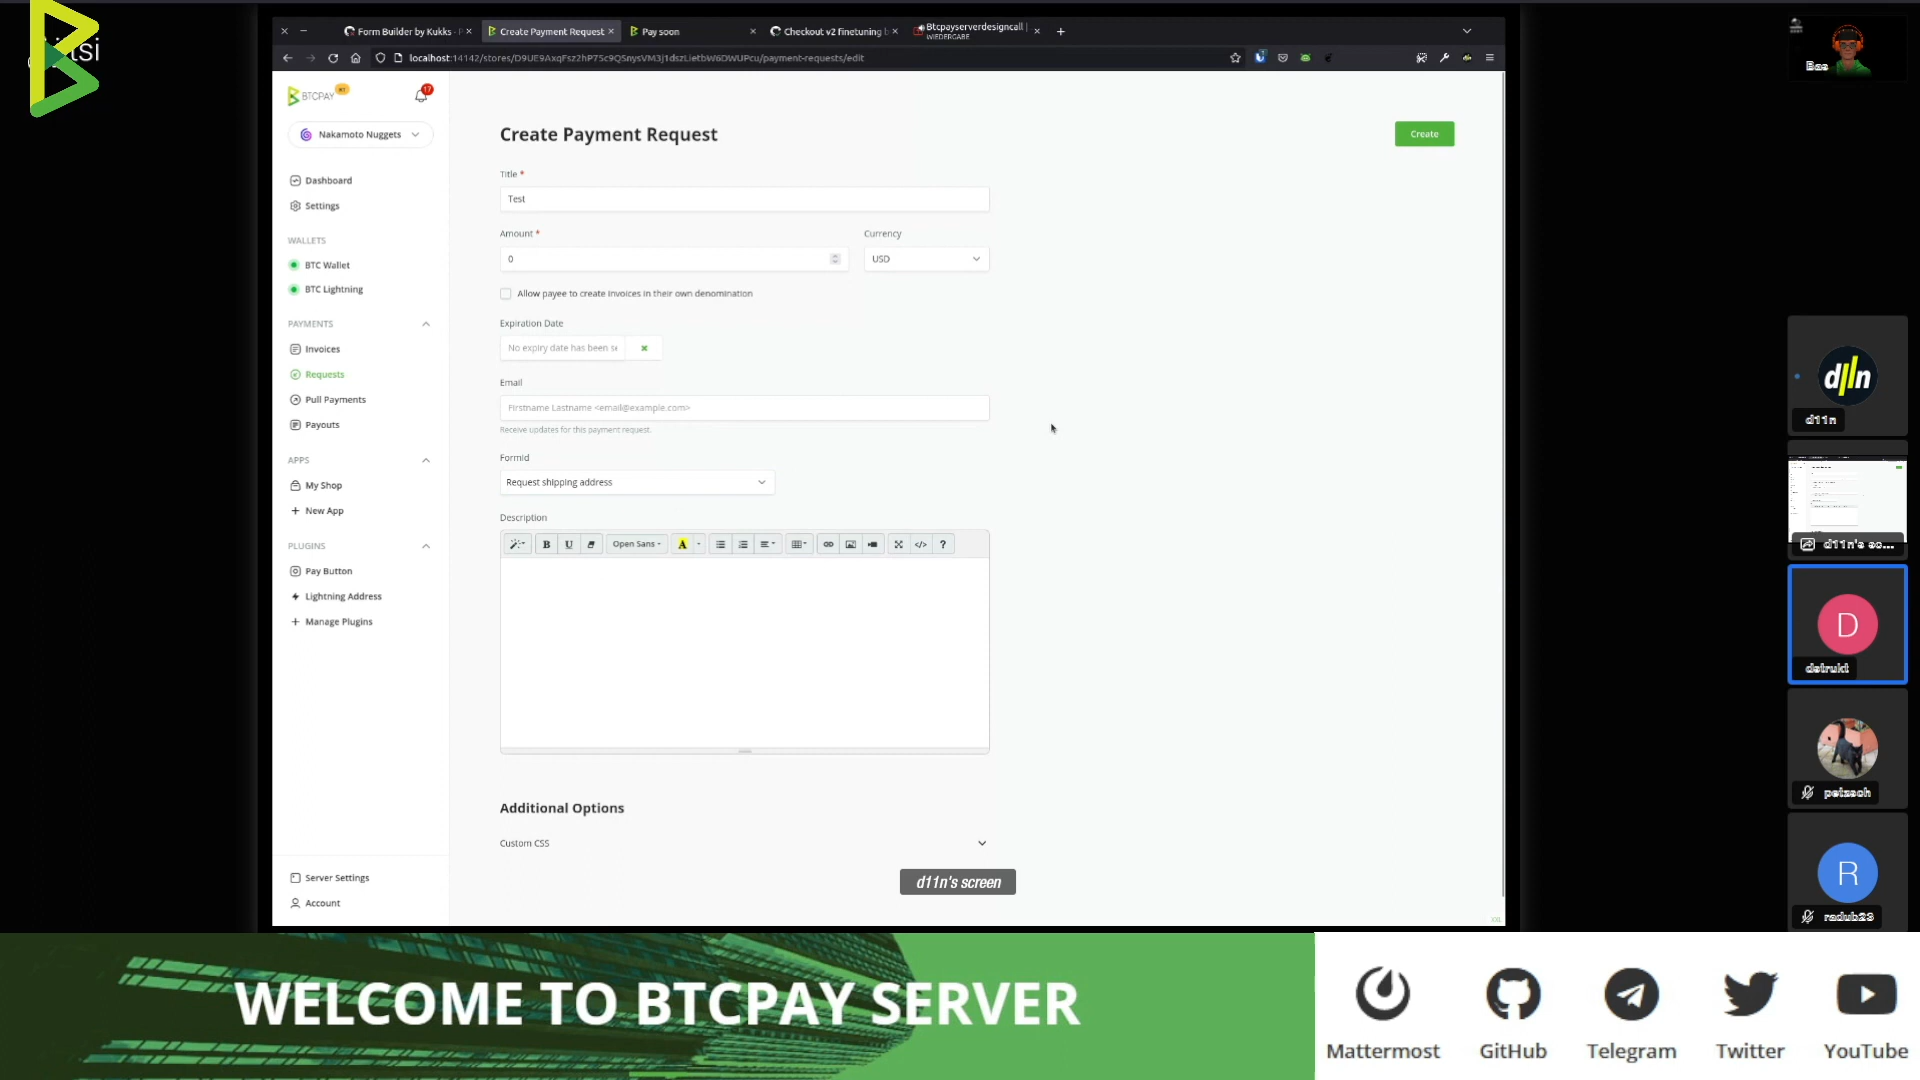 Form Builder by Kukks
Create Payment Request
Pay soon
Checkout v2 finetuning
Btcpayserverdesigncall |
WIEDERGABE
localhost:14142/stores/D9UE9AxqFsz2hP75c9QSnysVM3j1dszLietbW6DWUPcu/payment-requests/edit
BTCPAY
17
Nakamoto Nuggets
Dashboard
Settings
WALLETS
BTC Wallet
BTC Lightning
PAYMENTS
Invoices
Requests
Pull Payments
Payouts
APPS
My Shop
New App
PLUGINS
Pay Button
Lightning Address
Manage Plugins
Server Settings
Account
Create Payment Request
Create
Title *
Test
Amount *
Currency
0
USD
Allow payee to create invoices in their own denomination
Expiration Date
No expiry date has been se
Email
Firstname Lastname <email@example.com>
Receive updates for this payment request.
FormId
Request shipping address
Description
B U Open Sans A </> ?
Additional Options
Custom CSS
d11n's screen
XXL
Bas
d11n
d11n
d11n's sc...
D
detrukt
petzsch
R
radub23
WELCOME TO BTCPAY SERVER
Mattermost
GitHub
Telegram
Twitter
YouTube